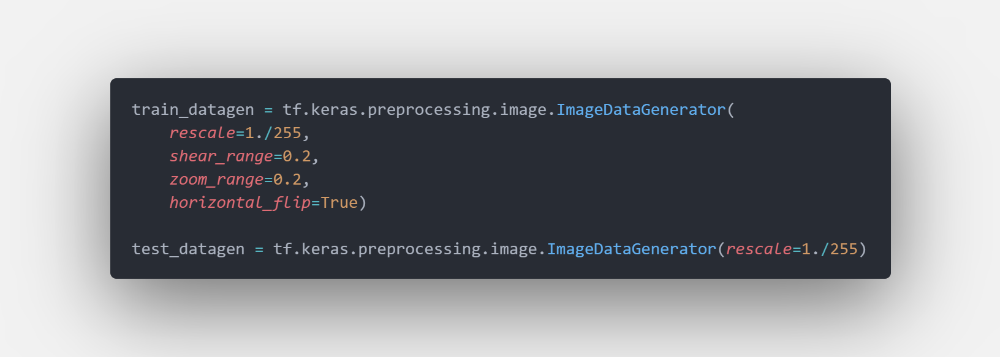 train_datagen = tf.keras.preprocessing.image.ImageDataGenerator(
    rescale=1./255,
    shear_range=0.2,
    zoom_range=0.2,
    horizontal_flip=True)

test_datagen = tf.keras.preprocessing.image.ImageDataGenerator(rescale=1./255)